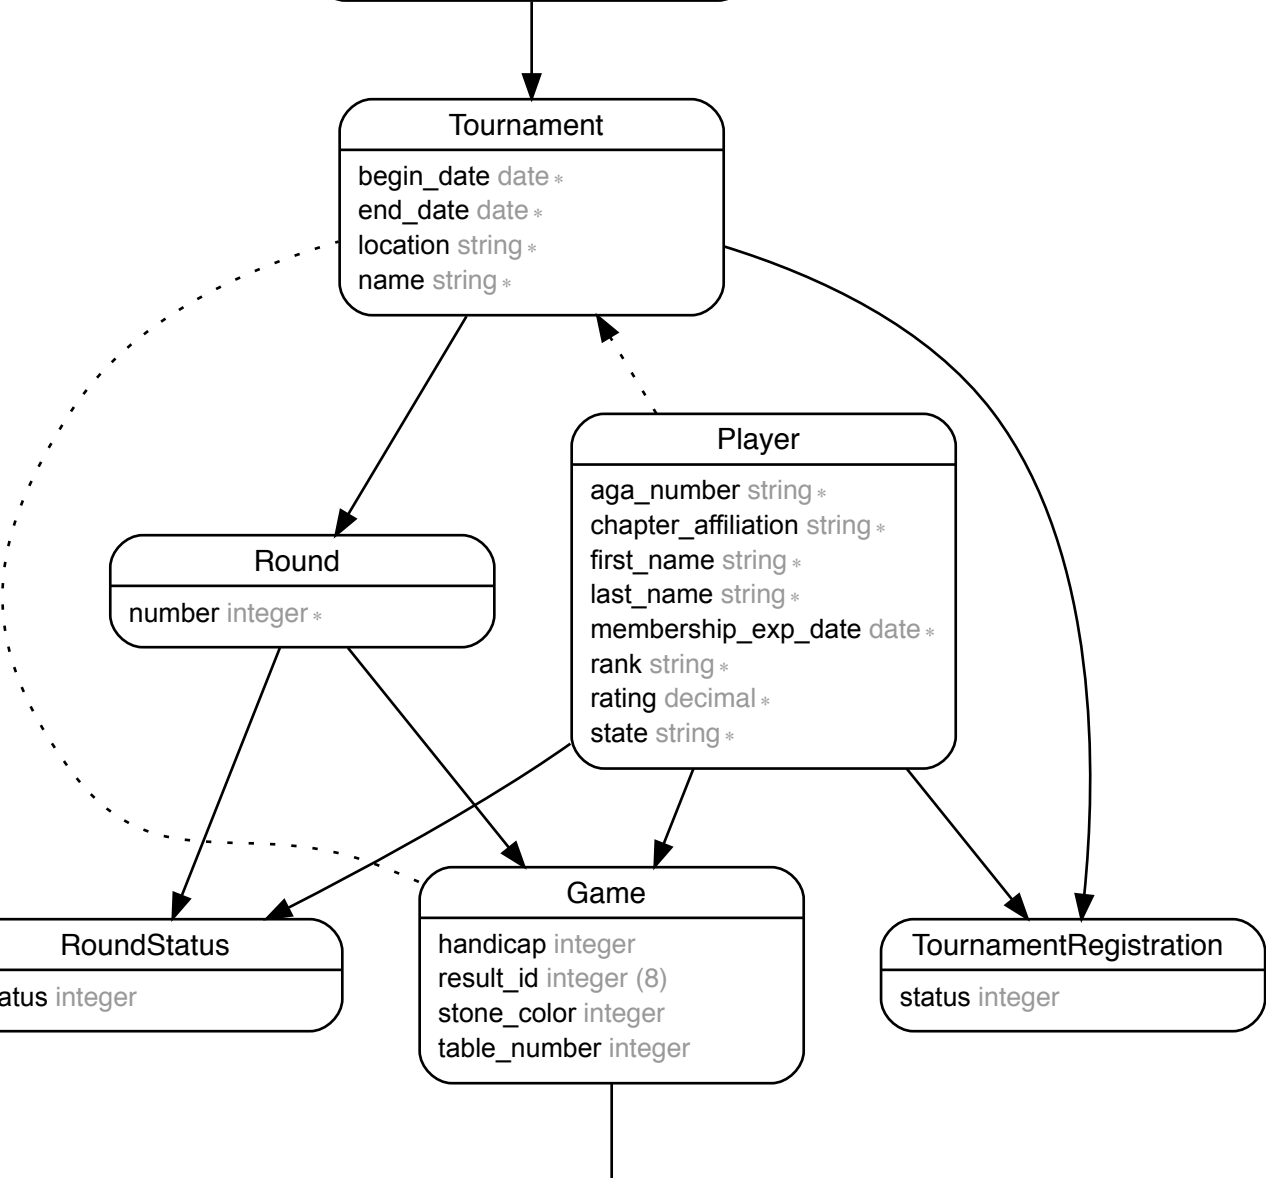 Tournament
begin_date date *
end_date date *
location string *
name string *
Player
aga_number string *
chapter_affiliation string *
first_name string *
last_name string *
membership_exp_date date *
rank string *
rating decimal *
state string *
Round
number integer *
RoundStatus
atus integer
Game
handicap integer
result_id integer (8)
stone_color integer
table_number integer
TournamentRegistration
status integer